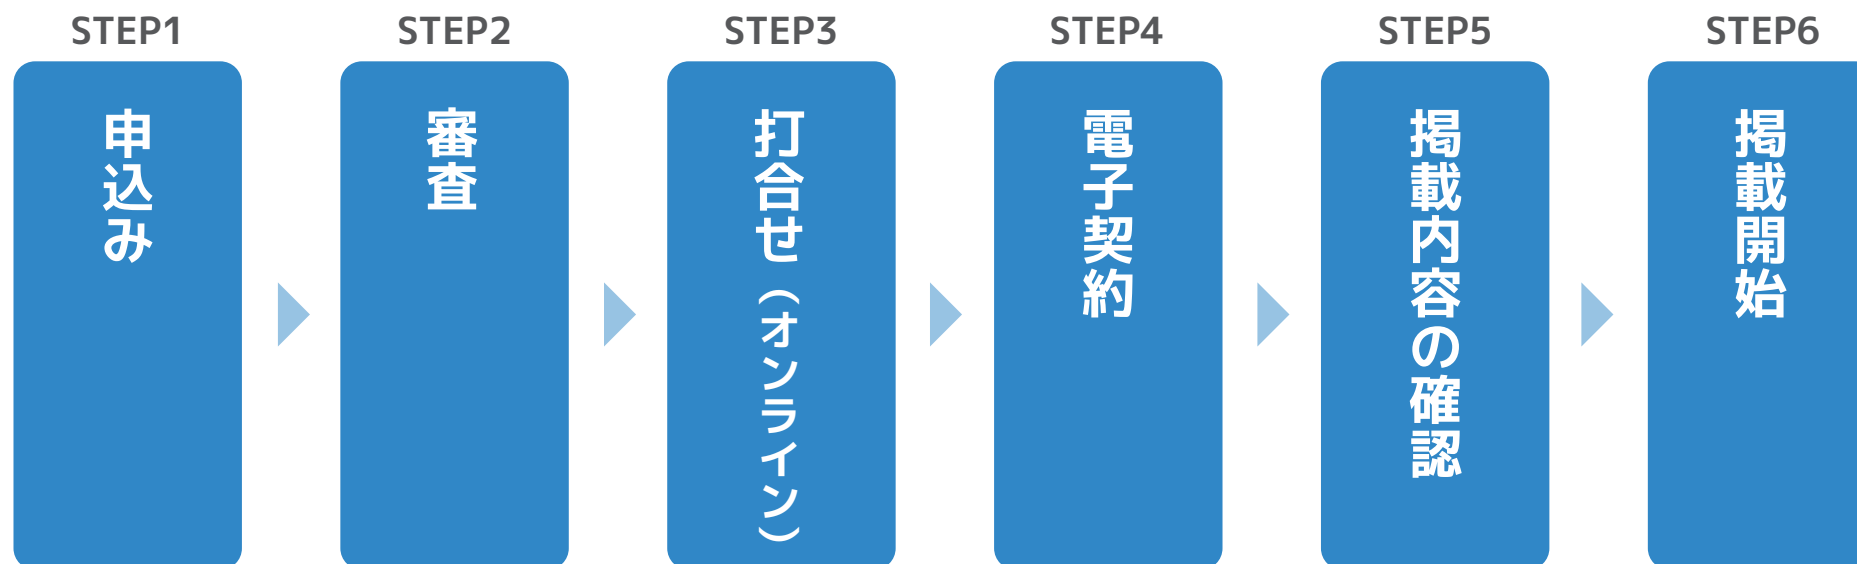 STEP1
申込み
STEP2
審査
STEP3
打合せ(オンライン)
STEP4
電子契約
STEP5
掲載内容の確認
STEP6
掲載開始